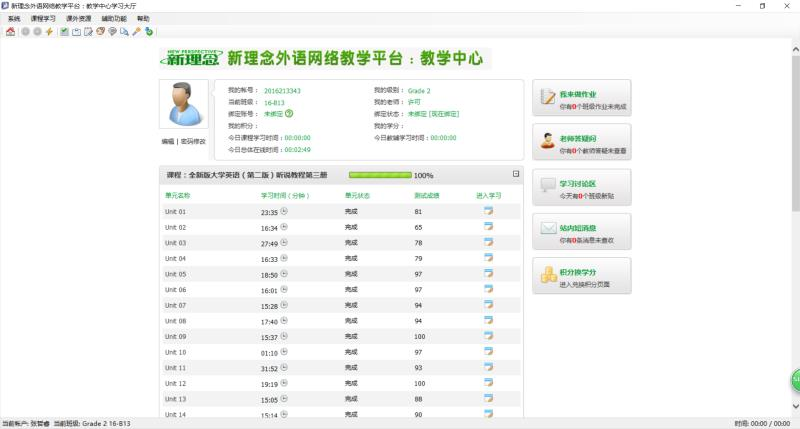 新理念外语网络教学平台：教学中心学习大厅
系统 课程学习 课外资源 辅助功能 帮助
NEW PERSPECTIVE
新理念 新理念外语网络教学平台：教学中心
我的帐号： 2016213343 我的级别： Grade 2
当前班级： 16-B13 我的老师： 许可
绑定账号： 未绑定 绑定状态： 未绑定 [现在绑定]
我的积分： 我的学分：
今日课程学习时间：00:00:00 今日教辅学习时间：00:00:00
今日总体在线时间：00:02:49
编辑 | 密码修改
课程：全新版大学英语（第二版）听说教程第三册 100%
单元名称 学习时间（分钟） 单元状态 测试成绩 进入学习
Unit 01 23:35 完成 81
Unit 02 16:34 完成 65
Unit 03 27:49 完成 78
Unit 04 16:33 完成 79
Unit 05 18:50 完成 97
Unit 06 16:01 完成 97
Unit 07 15:28 完成 94
Unit 08 17:40 完成 94
Unit 09 15:37 完成 100
Unit 10 01:10 完成 97
Unit 11 31:52 完成 93
Unit 12 19:19 完成 100
Unit 13 15:05 完成 88
Unit 14 15:14 完成 90
我来做作业
你有0个班级作业未完成
老师答疑问
你有0个教师答疑未查看
学习讨论区
今天有0个班级新贴
站内短消息
你有0条消息未查收
积分换学分
进入兑换积分页面
当前帐户: 张智睿 当前班级: Grade 2 16-B13 时间: 00:00 / 00:00